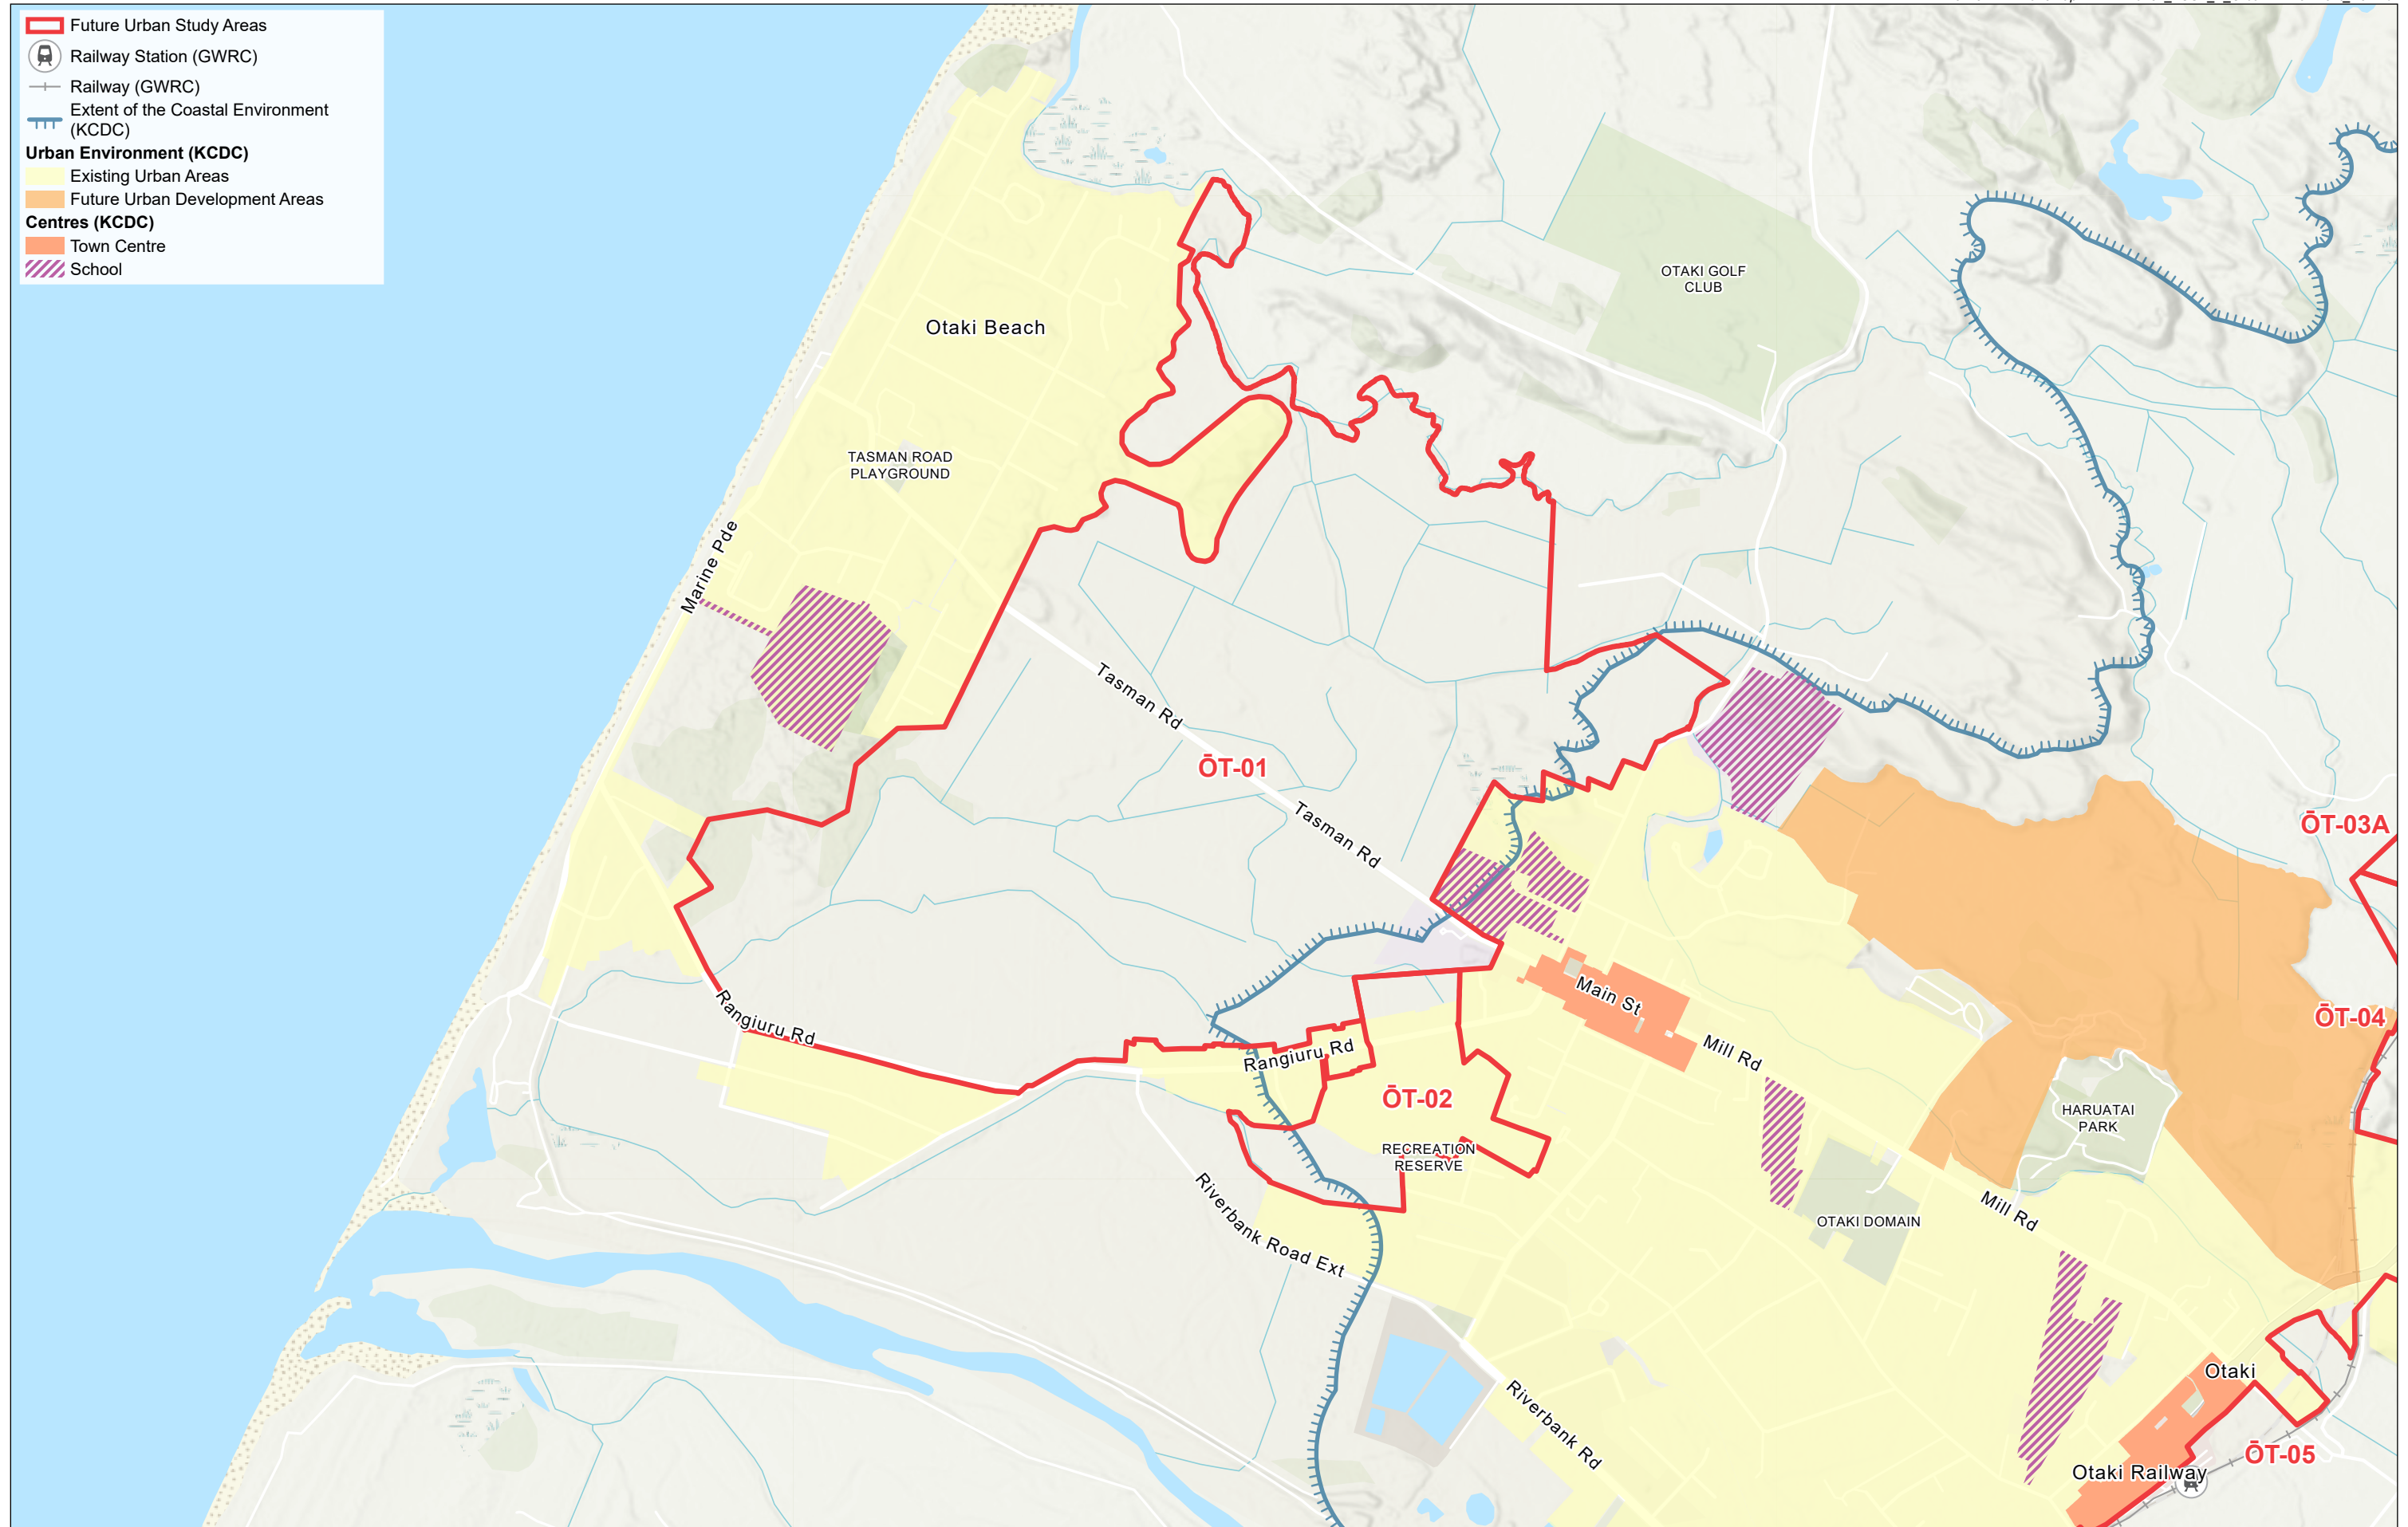 Future Urban Study Areas
Railway Station (GWRC)
Railway (GWRC)
Extent of the Coastal Environment
(KCDC)
Urban Environment (KCDC)
Existing Urban Areas
Future Urban Development Areas
Centres (KCDC)
Town Centre
School
OTAKI GOLF
CLUB
Otaki Beach
TASMAN ROAD
PLAYGROUND
Marine Pde
Tasman Rd
ŌT-01
Tasman Rd
ŌT-03A
Main St
Rangiuru Rd
ŌT-04
Rangiuru Rd
Mill Rd
ŌT-02
HARUATAI
PARK
RECREATION
RESERVE
Riverbank Road Ext
Mill Rd
OTAKI DOMAIN
Otaki
Riverbank Rd
ŌT-05
Otaki Railway